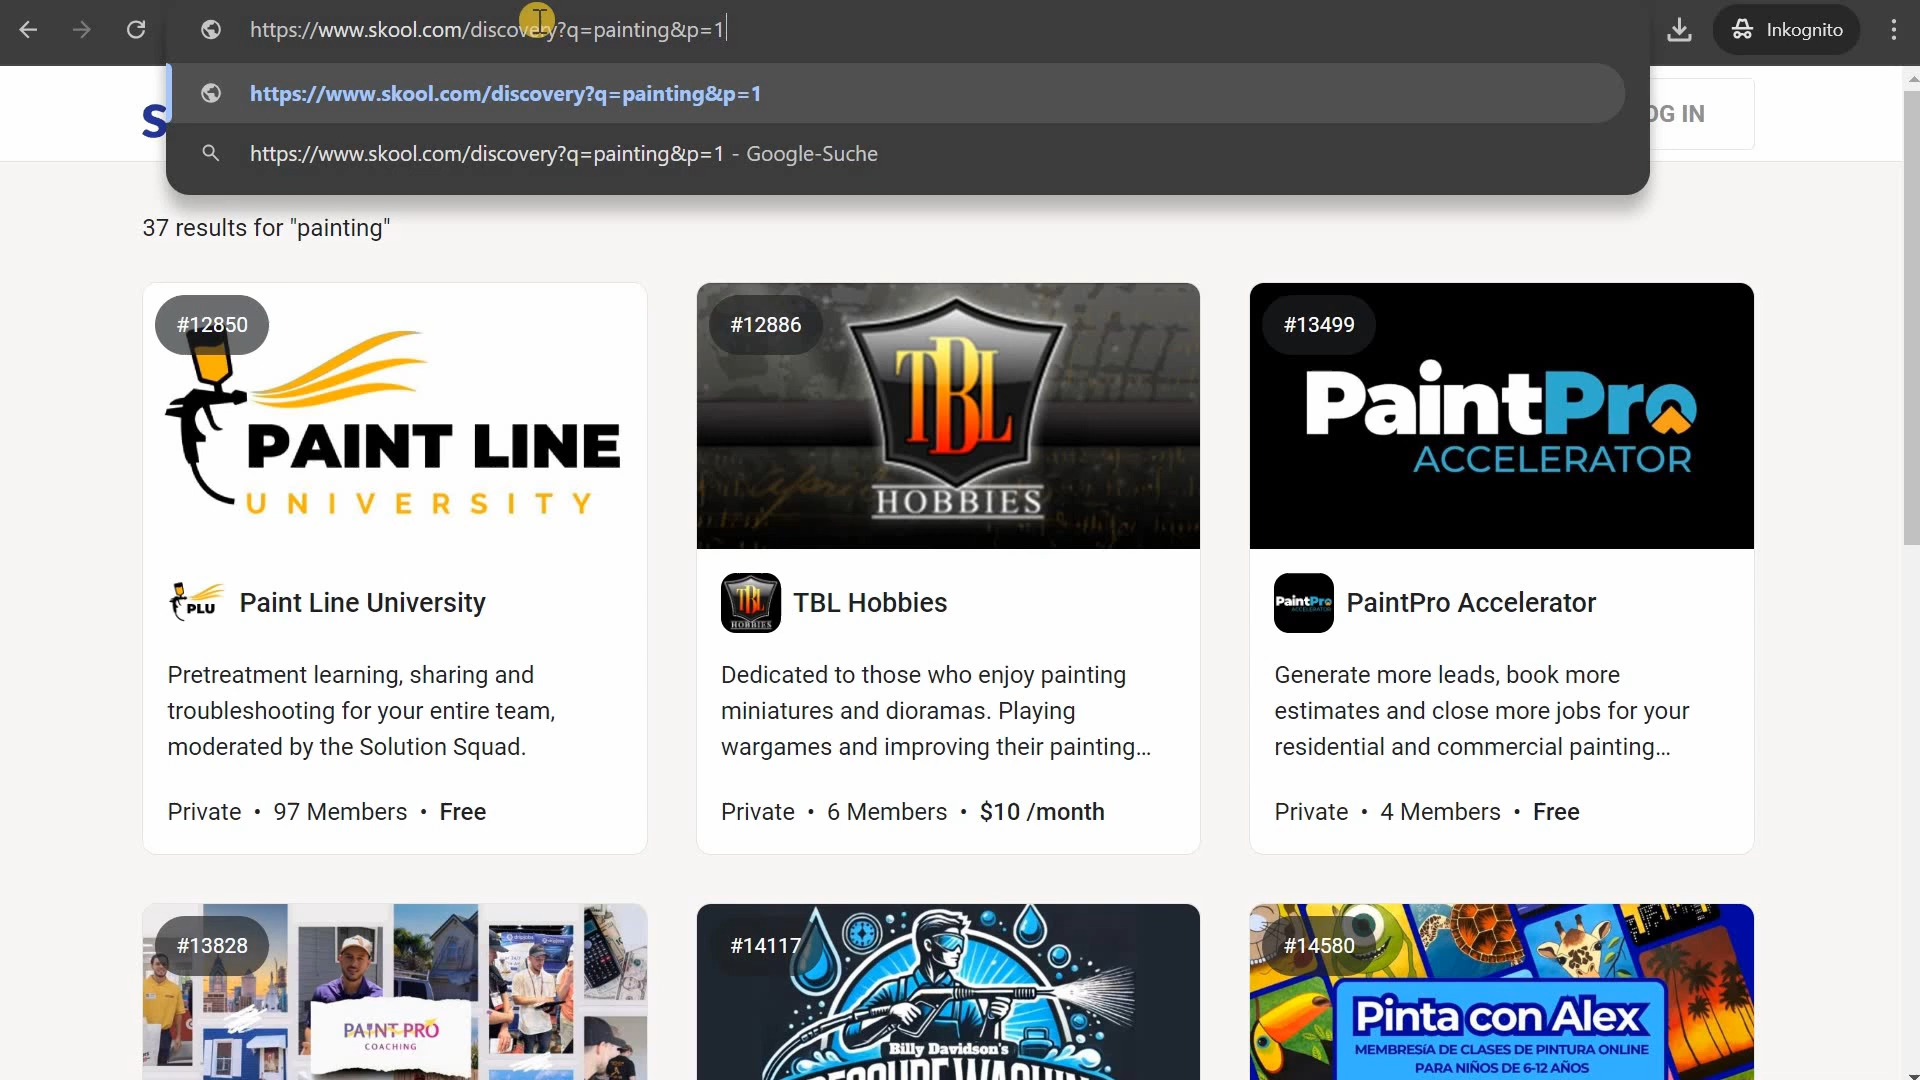 https://www.skool.com/discovery?q=painting&p=1
Inkognito
https://www.skool.com/discovery?q=painting&p=1
https://www.skool.com/discovery?q=painting&p=1 - Google-Suche
s
OG IN
37 results for "painting"
#12850
PAINT LINE
UNIVERSITY
#12886
TBL
HOBBIES
#13499
PaintPro
ACCELERATOR
PLU
Paint Line University
TBL
HOBBIES
TBL Hobbies
PaintPro
ACCELERATOR
PaintPro Accelerator
Pretreatment learning, sharing and
troubleshooting for your entire team,
moderated by the Solution Squad.
Dedicated to those who enjoy painting
miniatures and dioramas. Playing
wargames and improving their painting...
Generate more leads, book more
estimates and close more jobs for your
residential and commercial painting...
Private • 97 Members • Free
Private • 6 Members • $10 /month
Private • 4 Members • Free
#13828
PAINT PRO
COACHING
#14117
Billy Davidson's
PRESSURE WASHIN
#14580
Pinta con Alex
MEMBRESÍA DE CLASES DE PINTURA ONLINE
PARA NIÑOS DE 6-12 AÑOS